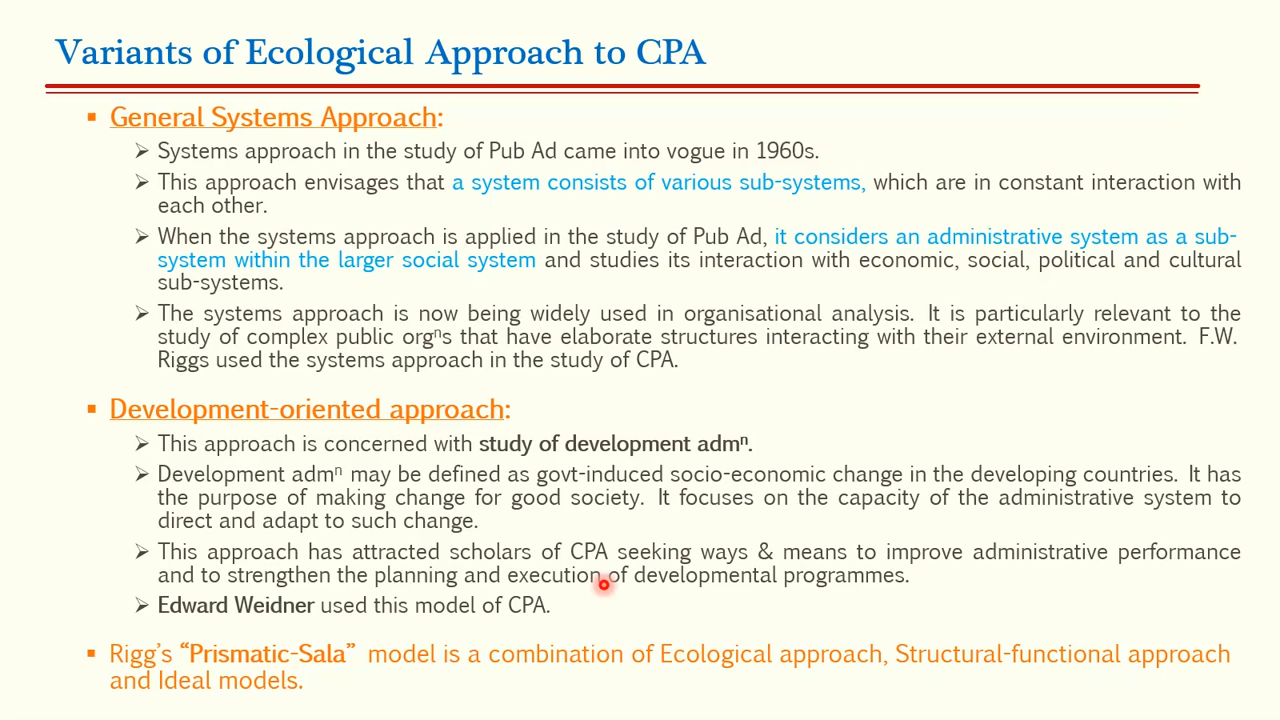 Variants of Ecological Approach to CPA
▪ General Systems Approach:
➢ Systems approach in the study of Pub Ad came into vogue in 1960s.
➢ This approach envisages that a system consists of various sub-systems, which are in constant interaction with
each other.
➢ When the systems approach is applied in the study of Pub Ad, it considers an administrative system as a sub-
system within the larger social system and studies its interaction with economic, social, political and cultural
sub-systems.
➢ The systems approach is now being widely used in organisational analysis. It is particularly relevant to the
study of complex public orgⁿs that have elaborate structures interacting with their external environment. F.W.
Riggs used the systems approach in the study of CPA.
▪ Development-oriented approach:
➢ This approach is concerned with study of development admⁿ.
➢ Development admⁿ may be defined as govt-induced socio-economic change in the developing countries. It has
the purpose of making change for good society. It focuses on the capacity of the administrative system to
direct and adapt to such change.
➢ This approach has attracted scholars of CPA seeking ways & means to improve administrative performance
and to strengthen the planning and execution of developmental programmes.
➢ Edward Weidner used this model of CPA.
▪ Rigg's “Prismatic-Sala” model is a combination of Ecological approach, Structural-functional approach
and Ideal models.